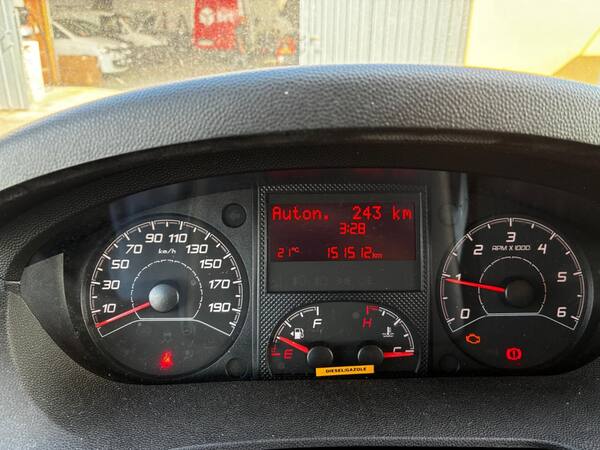 Auton. 243 km
3:28
21°C 151512 km
10 30 50 70 90 110 130 150 170 190
km/h
F
E
H
C
DIESEL/GAZOLE
0 1 2 3 4 5 6
RPM X 1000